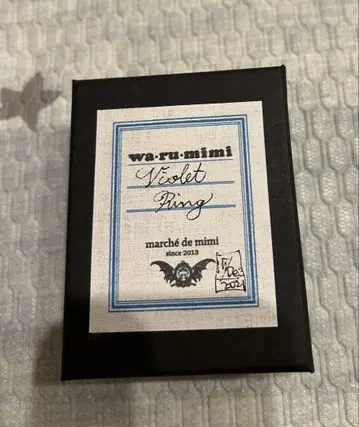 wa·ru·mimi
Violet
Ring
marché de mimi
since 2013